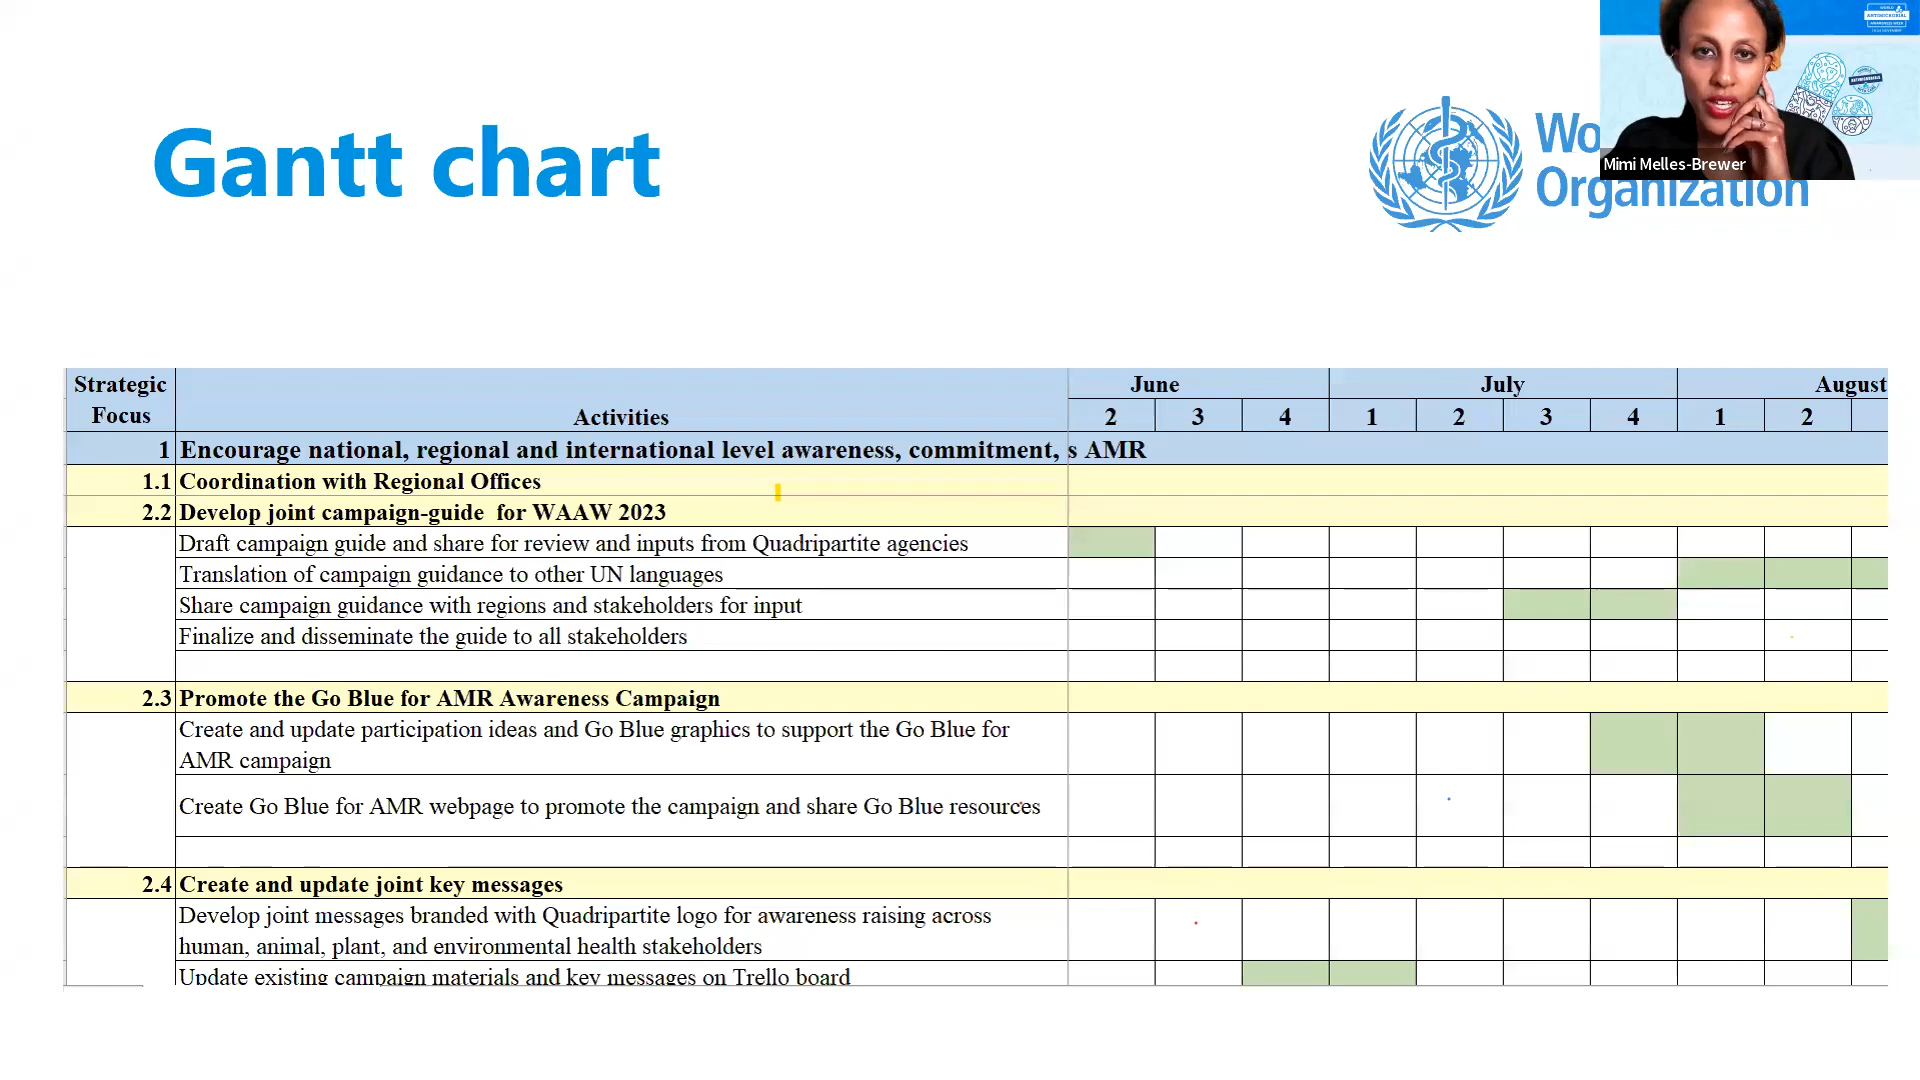 WORLD
ANTIMICROBIAL
AWARENESS WEEK
Gantt chart
Wo
Organization
Mimi Melles-Brewer
Strategic Focus
Activities
June
July
August
2 3 4 1 2 3 4 1 2
1 Encourage national, regional and international level awareness, commitment, s AMR
1.1 Coordination with Regional Offices
2.2 Develop joint campaign-guide for WAAW 2023
Draft campaign guide and share for review and inputs from Quadripartite agencies
Translation of campaign guidance to other UN languages
Share campaign guidance with regions and stakeholders for input
Finalize and disseminate the guide to all stakeholders
2.3 Promote the Go Blue for AMR Awareness Campaign
Create and update participation ideas and Go Blue graphics to support the Go Blue for
AMR campaign
Create Go Blue for AMR webpage to promote the campaign and share Go Blue resources
2.4 Create and update joint key messages
Develop joint messages branded with Quadripartite logo for awareness raising across
human, animal, plant, and environmental health stakeholders
Update existing campaign materials and key messages on Trello board